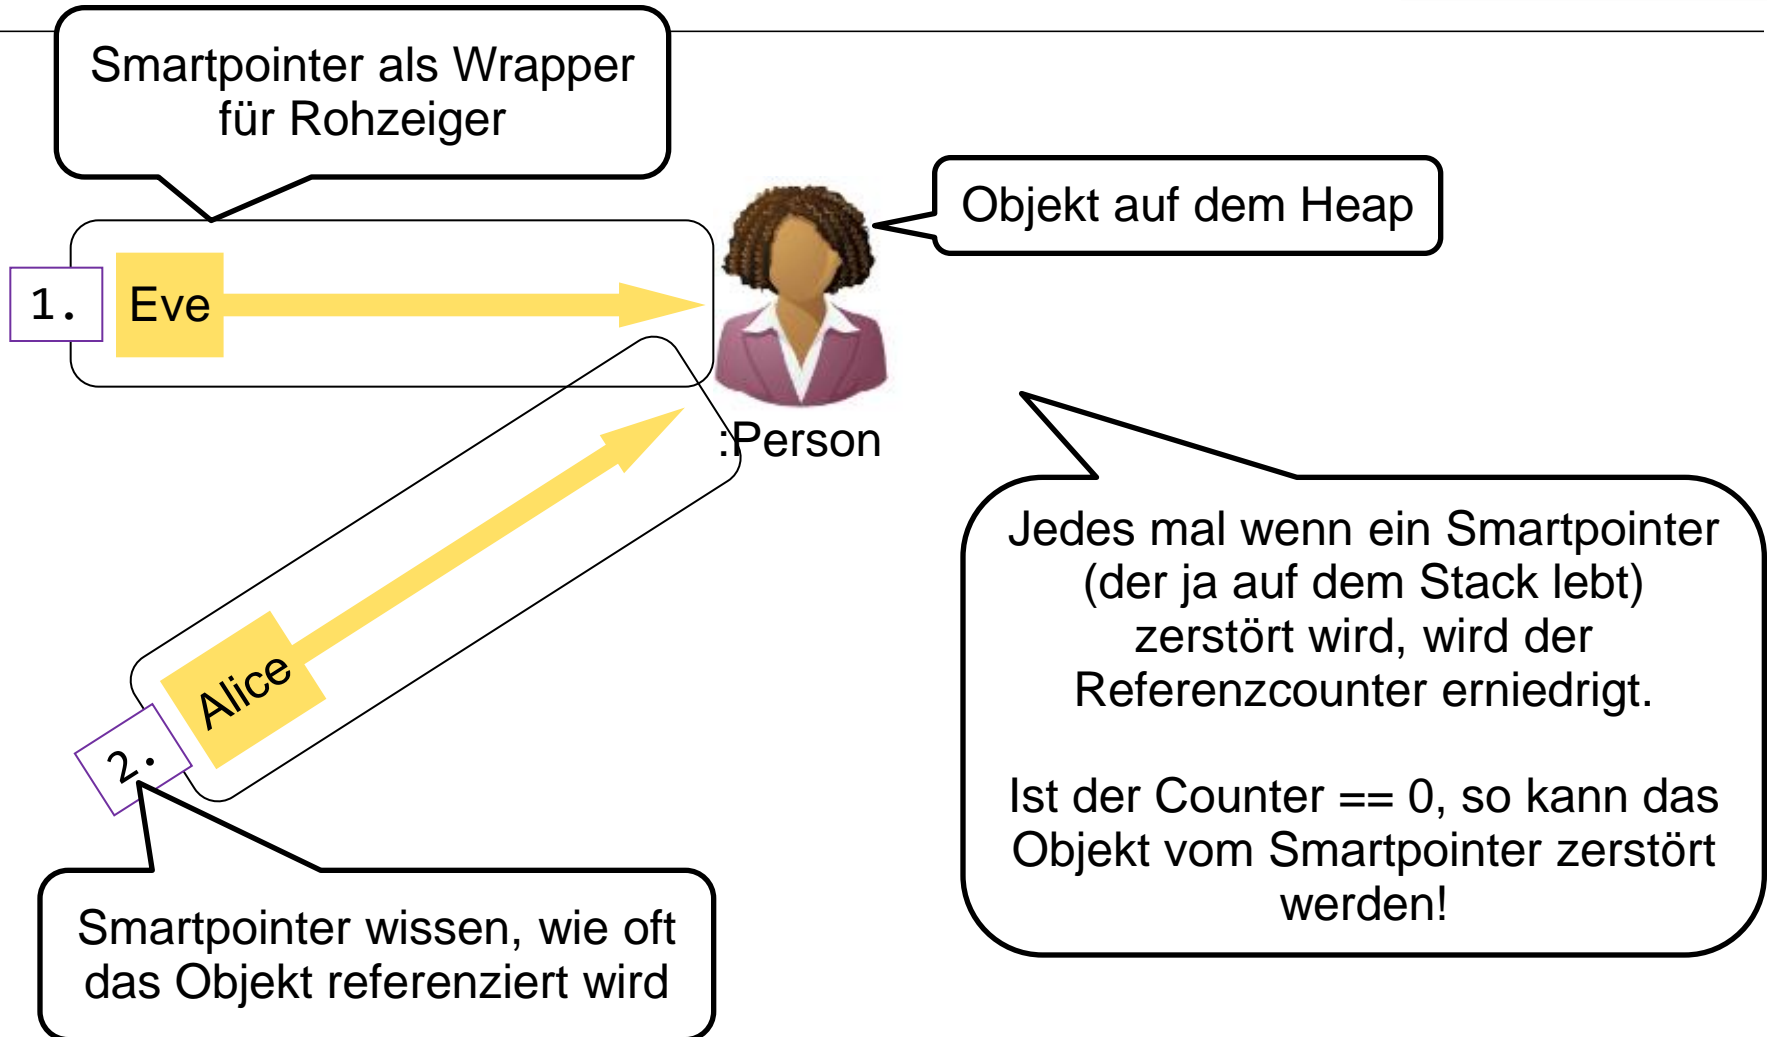 Smartpointer als Wrapper
für Rohzeiger
Objekt auf dem Heap
1.
Eve
:Person
Alice
2.
Jedes mal wenn ein Smartpointer
(der ja auf dem Stack lebt)
zerstört wird, wird der
Referenzcounter erniedrigt.
Ist der Counter == 0, so kann das
Objekt vom Smartpointer zerstört
werden!
Smartpointer wissen, wie oft
das Objekt referenziert wird